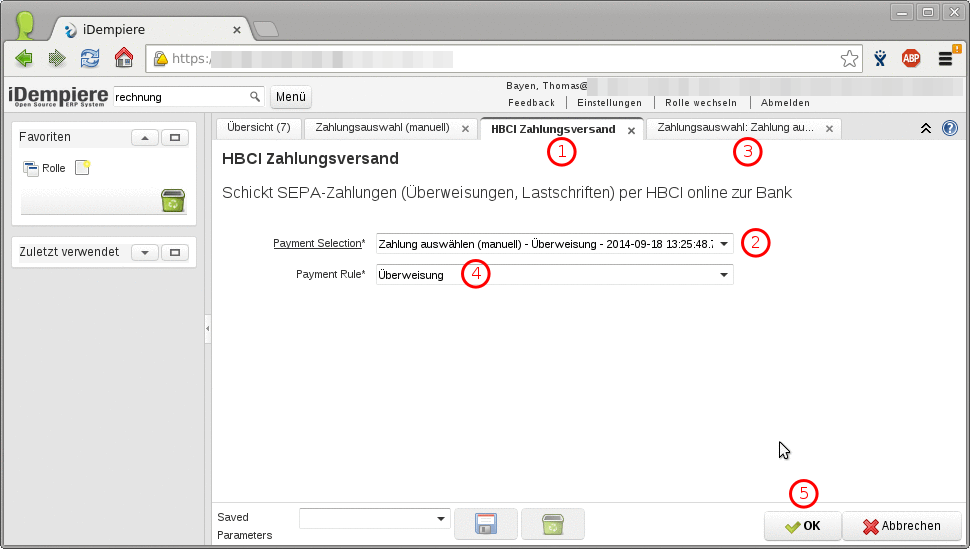 iDempiere
https:
ABP
iDempiere
Open Source ERP System
rechnung
Menü
Bayen, Thomas@
Feedback Einstellungen Rolle wechseln Abmelden
Favoriten
Rolle
Zuletzt verwendet
Übersicht (7) Zahlungsauswahl (manuell) HBCI Zahlungsversand Zahlungsauswahl: Zahlung au...
1 3
HBCI Zahlungsversand
Schickt SEPA-Zahlungen (Überweisungen, Lastschriften) per HBCI online zur Bank
Payment Selection* Zahlung auswählen (manuell) - Überweisung - 2014-09-18 13:25:48. 2
Payment Rule* Überweisung 4
5
Saved
Parameters
OK Abbrechen